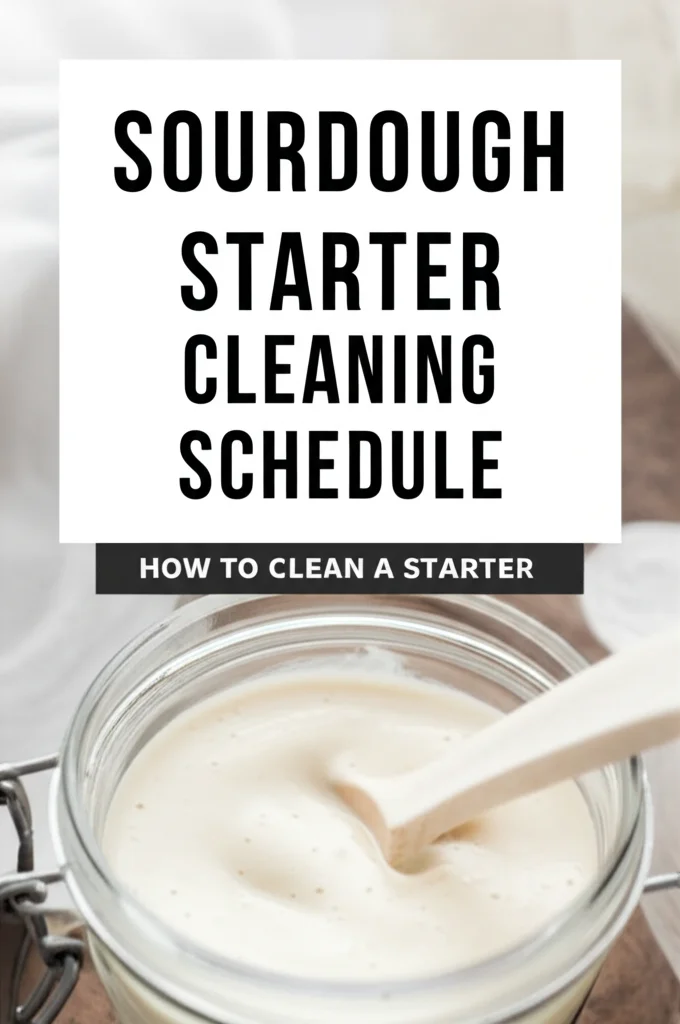 SOURDOUGH
STARTER
CLEANING
SCHEDULE
HOW TO CLEAN A STARTER